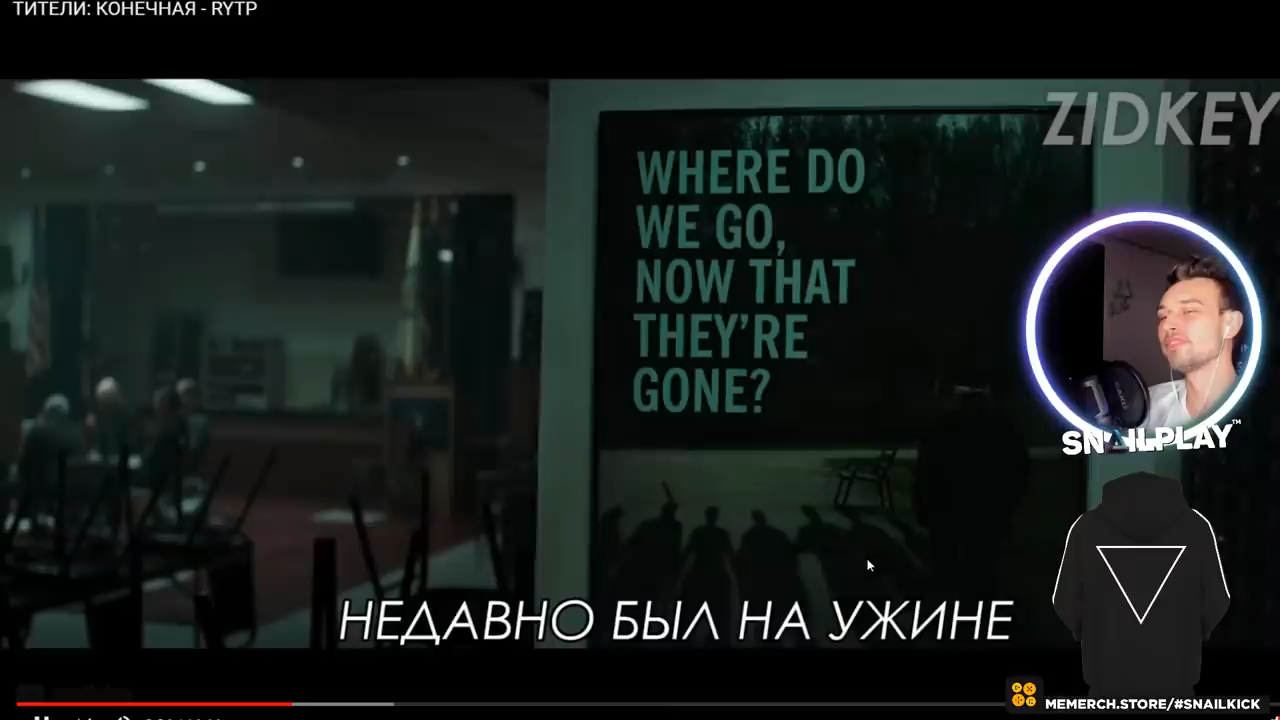 ТИТЕЛИ: КОНЕЧНАЯ - RYTP
ZIDKEY
WHERE DO
WE GO,
NOW THAT
THEY'RE
GONE?
SNAILPLAY™
НЕДАВНО БЫЛ НА УЖИНЕ
MEMERCH.STORE/#SNAILKICK